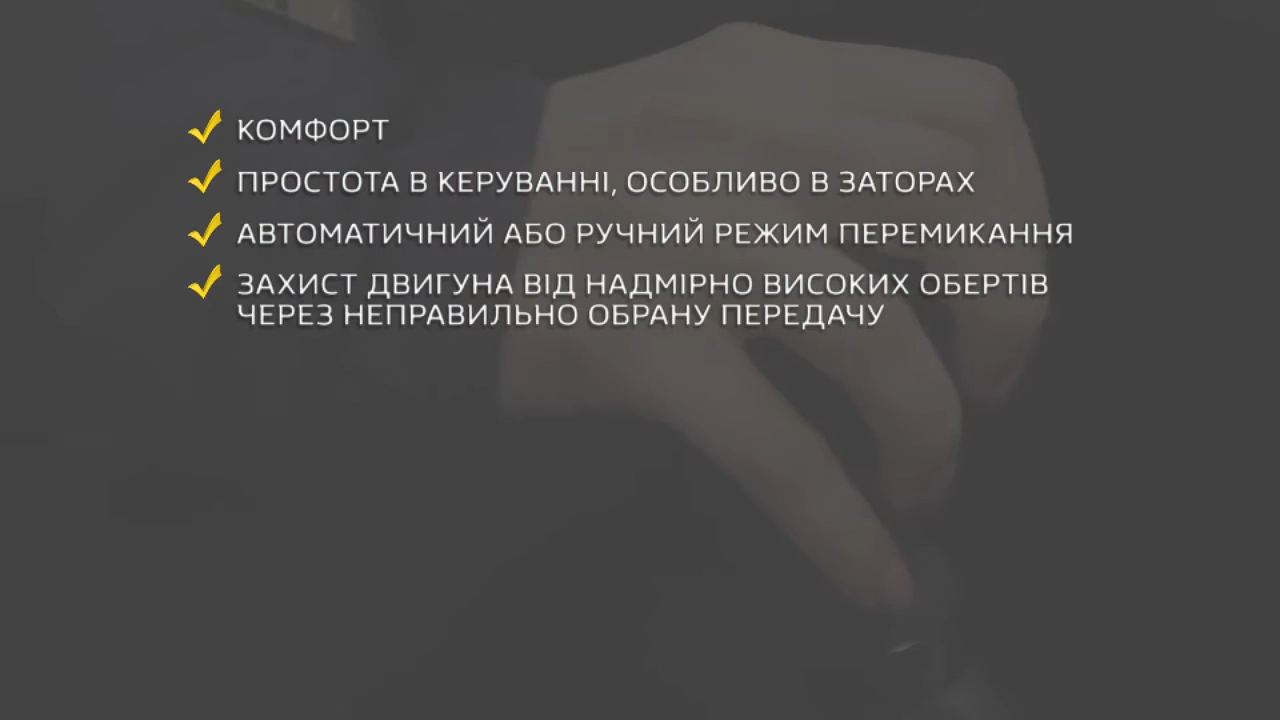 КОМФОРТ
ПРОСТОТА В КЕРУВАННІ, ОСОБЛИВО В ЗАТОРАХ
АВТОМАТИЧНИЙ АБО РУЧНИЙ РЕЖИМ ПЕРЕМИКАННЯ
ЗАХИСТ ДВИГУНА ВІД НАДМІРНО ВИСОКИХ ОБЕРТІВ
ЧЕРЕЗ НЕПРАВИЛЬНО ОБРАНУ ПЕРЕДАЧУ